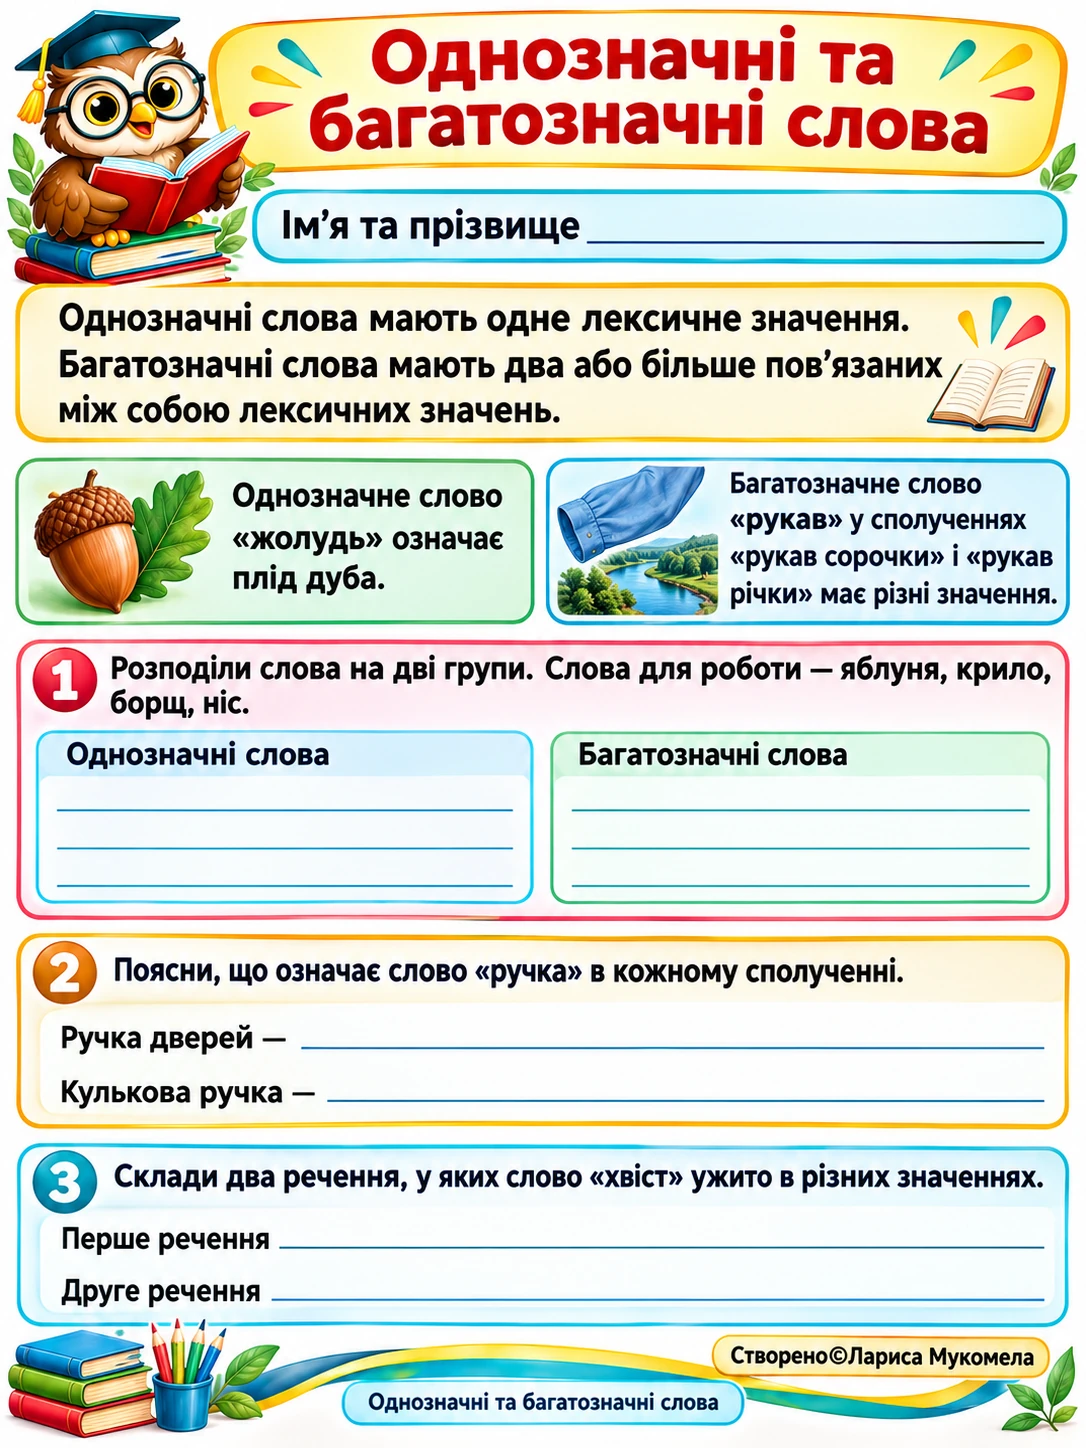 Однозначні та
багатозначні слова
Ім’я та прізвище
Однозначні слова мають одне лексичне значення.
Багатозначні слова мають два або більше пов’язаних
між собою лексичних значень.
Однозначне слово
«жолудь» означає
плід дуба.
Багатозначне слово
«рукав» у сполученнях
«рукав сорочки» і «рукав
річки» має різні значення.
1 Розподіли слова на дві групи. Слова для роботи — яблуня, крило,
борщ, ніс.
Однозначні слова
Багатозначні слова
2 Поясни, що означає слово «ручка» в кожному сполученні.
Ручка дверей —
Кулькова ручка —
3 Склади два речення, у яких слово «хвіст» ужито в різних значеннях.
Перше речення
Друге речення
Створено©Лариса Мукомела
Однозначні та багатозначні слова